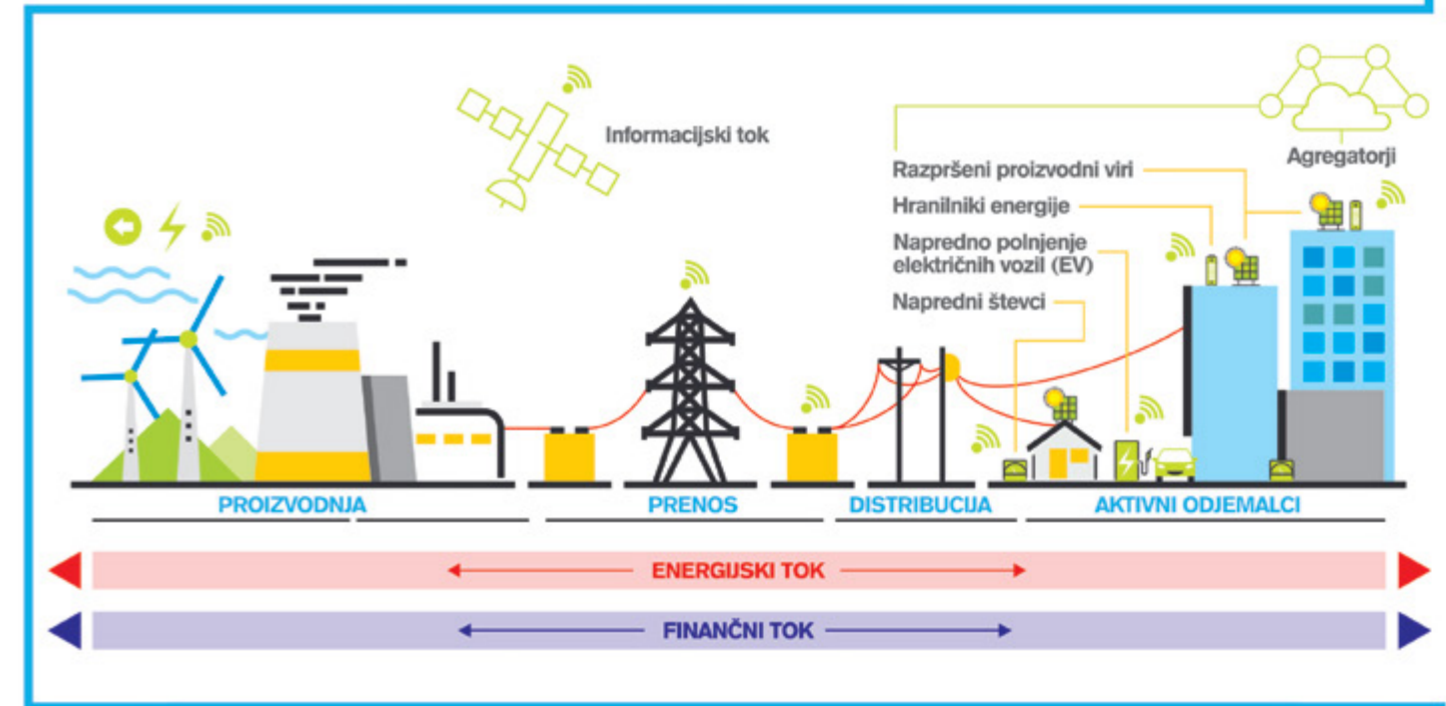 Informacijski tok
Agregatorji
Razpršeni proizvodni viri
Hranilniki energije
Napredno polnjenje
električnih vozil (EV)
Napredni števci
PROIZVODNJA
PRENOS
DISTRIBUCIJA
AKTIVNI ODJEMALCI
ENERGIJSKI TOK
FINANČNI TOK